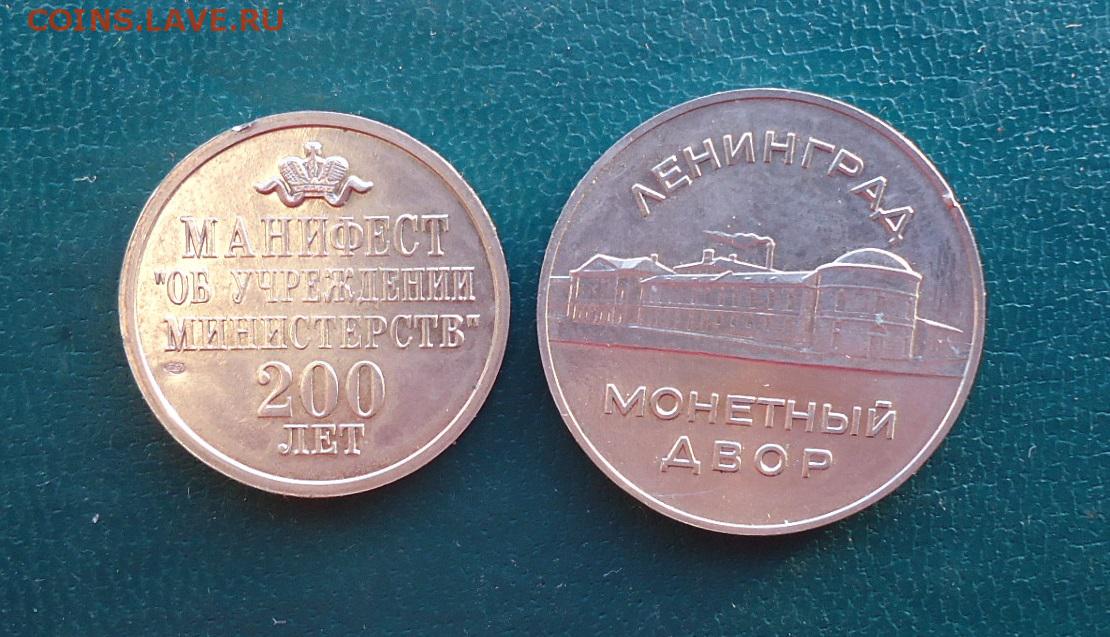 COINS.LAVE.RU
МАНИФЕСТ
"ОБ УЧРЕЖДЕНИИ
МИНИСТЕРСТВ"
200
ЛЕТ
ЛЕНИНГРАД
МОНЕТНЫЙ
ДВОР